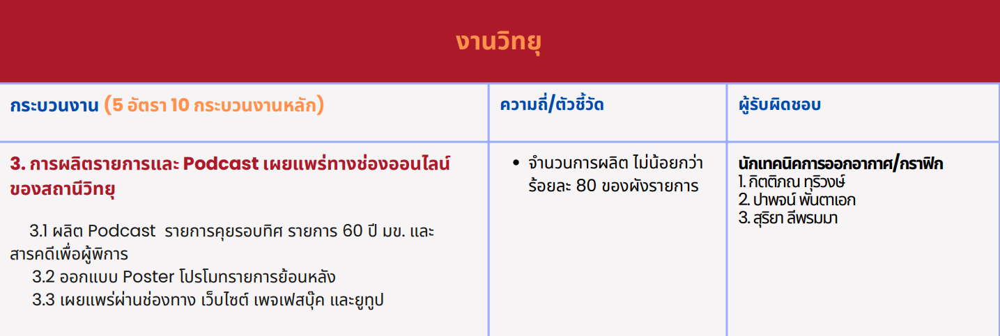 งานวิทยุ
กระบวนงาน (5 อัตรา 10 กระบวนงานหลัก)
ความถี่/ตัวชี้วัด
ผู้รับผิดชอบ
3. การผลิตรายการและ Podcast เผยแพร่ทางช่องออนไลน์
ของสถานีวิทยุ
3.1 ผลิต Podcast รายการคุยรอบทิศ รายการ 60 ปี มข. และ
สารคดีเพื่อผู้พิการ
3.2 ออกแบบ Poster โปรโมทรายการย้อนหลัง
3.3 เผยแพร่ผ่านช่องทาง เว็บไซต์ เพจเฟสบุ๊ค และยูทูป
• จำนวนการผลิต ไม่น้อยกว่า
ร้อยละ 80 ของผังรายการ
นักเทคนิคการออกอากาศ/กราฟิก
1. กิตติภณ ทุริวงษ์
2. ปาพจน์ พันตาเอก
3. สุริยา ลีพรมมา